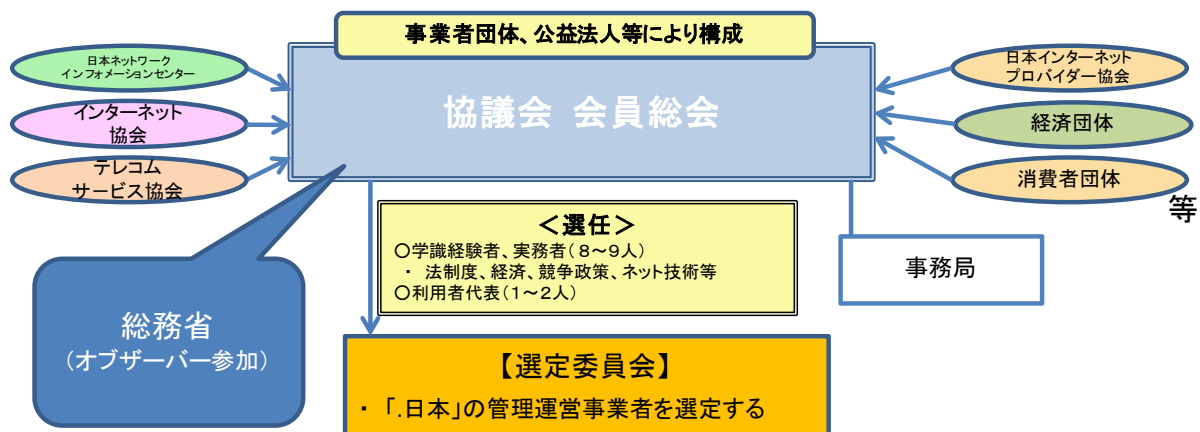 事業者団体、公益法人等により構成
日本ネットワーク
インフォメーションセンター
インターネット
協会
テレコム
サービス協会
協議会 会員総会
日本インターネット
プロバイダー協会
経済団体
消費者団体
等
＜選任＞
○学識経験者、実務者(８～９人)
・ 法制度、経済、競争政策、ネット技術等
○利用者代表(１～２人)
事務局
総務省
(オブザーバー参加)
【選定委員会】
・ 「.日本」の管理運営事業者を選定する